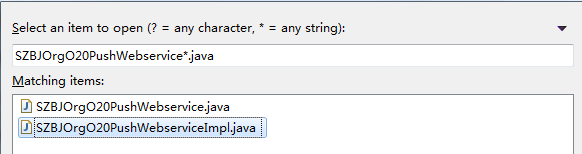 Select an item to open (? = any character, * = any string):
SZBJOrgO20PushWebservice*.java
Matching items:
SZBJOrgO20PushWebservice.java
SZBJOrgO20PushWebserviceImpl.java